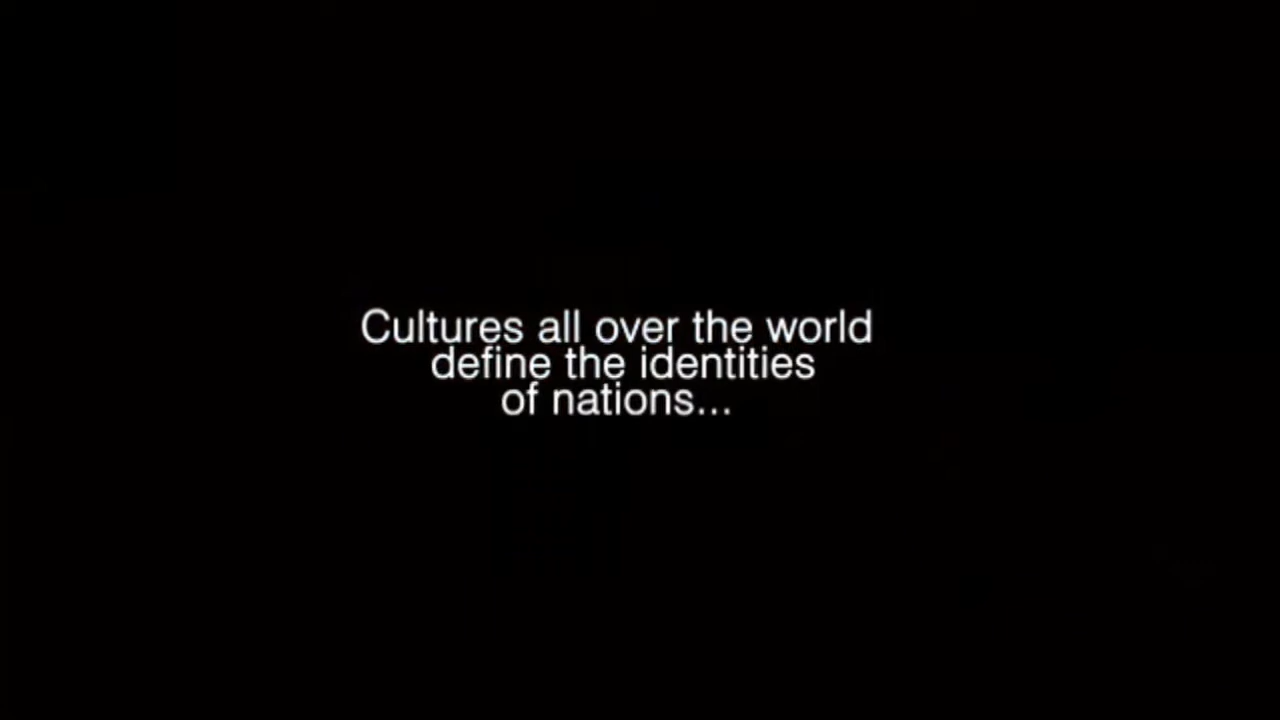 Cultures all over the world
define the identities
of nations...